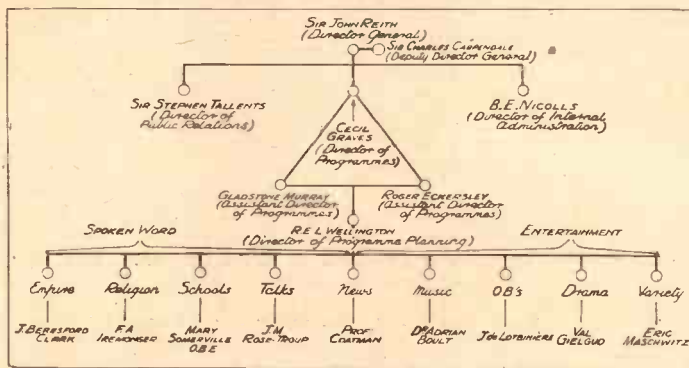 SIR JOHN REITH
(Director General)
SIR CHARLES CARPENDALE
(Deputy Director General)
SIR STEPHEN TALLENTS
(Director of
Public Relations)
B.E. NICOLLS
(Director of Internal
Administration)
CECIL
GRAVES
(Director of
Programmes)
GLADSTONE MURRAY
(Assistant Director
of Programmes)
ROGER ECKERSLEY
(Assistant Director
of Programmes)
R.E.L. WELLINGTON
(Director of Programme Planning)
SPOKEN WORD
ENTERTAINMENT
Empire
Religion
Schools
Talks
News
Music
O.B's
Drama
Variety
J. BERESFORD
CLARK
F.A.
IREMONGER
MARY
SOMERVILLE
O.B.E
J.M.
ROSE-TROUP
PROF
COATMAN
DR ADRIAN
BOULT
J de LOTBINIERE
VAL
GIELGUD
ERIC
MASCHWITZ